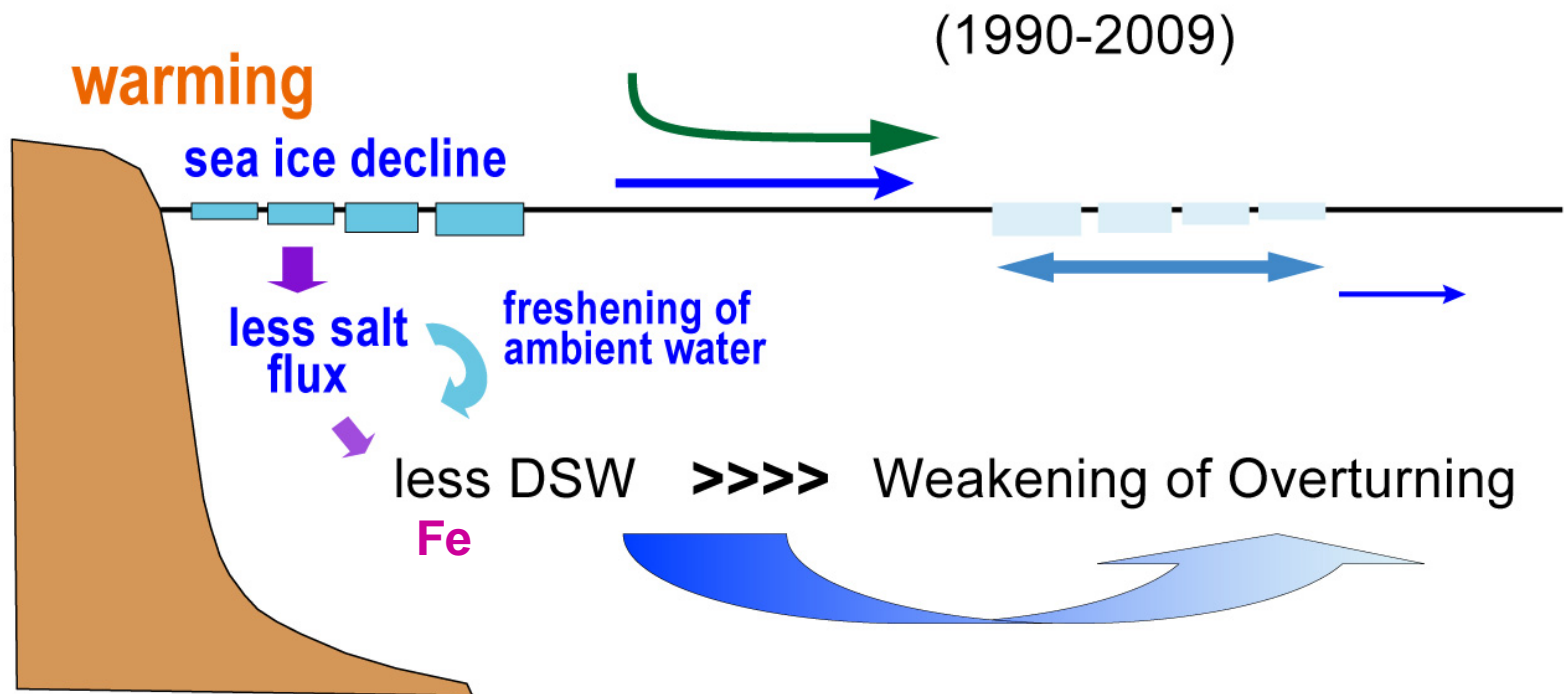 (1990-2009)
warming
sea ice decline
less salt
flux
freshening of
ambient water
less DSW >>>> Weakening of Overturning
Fe